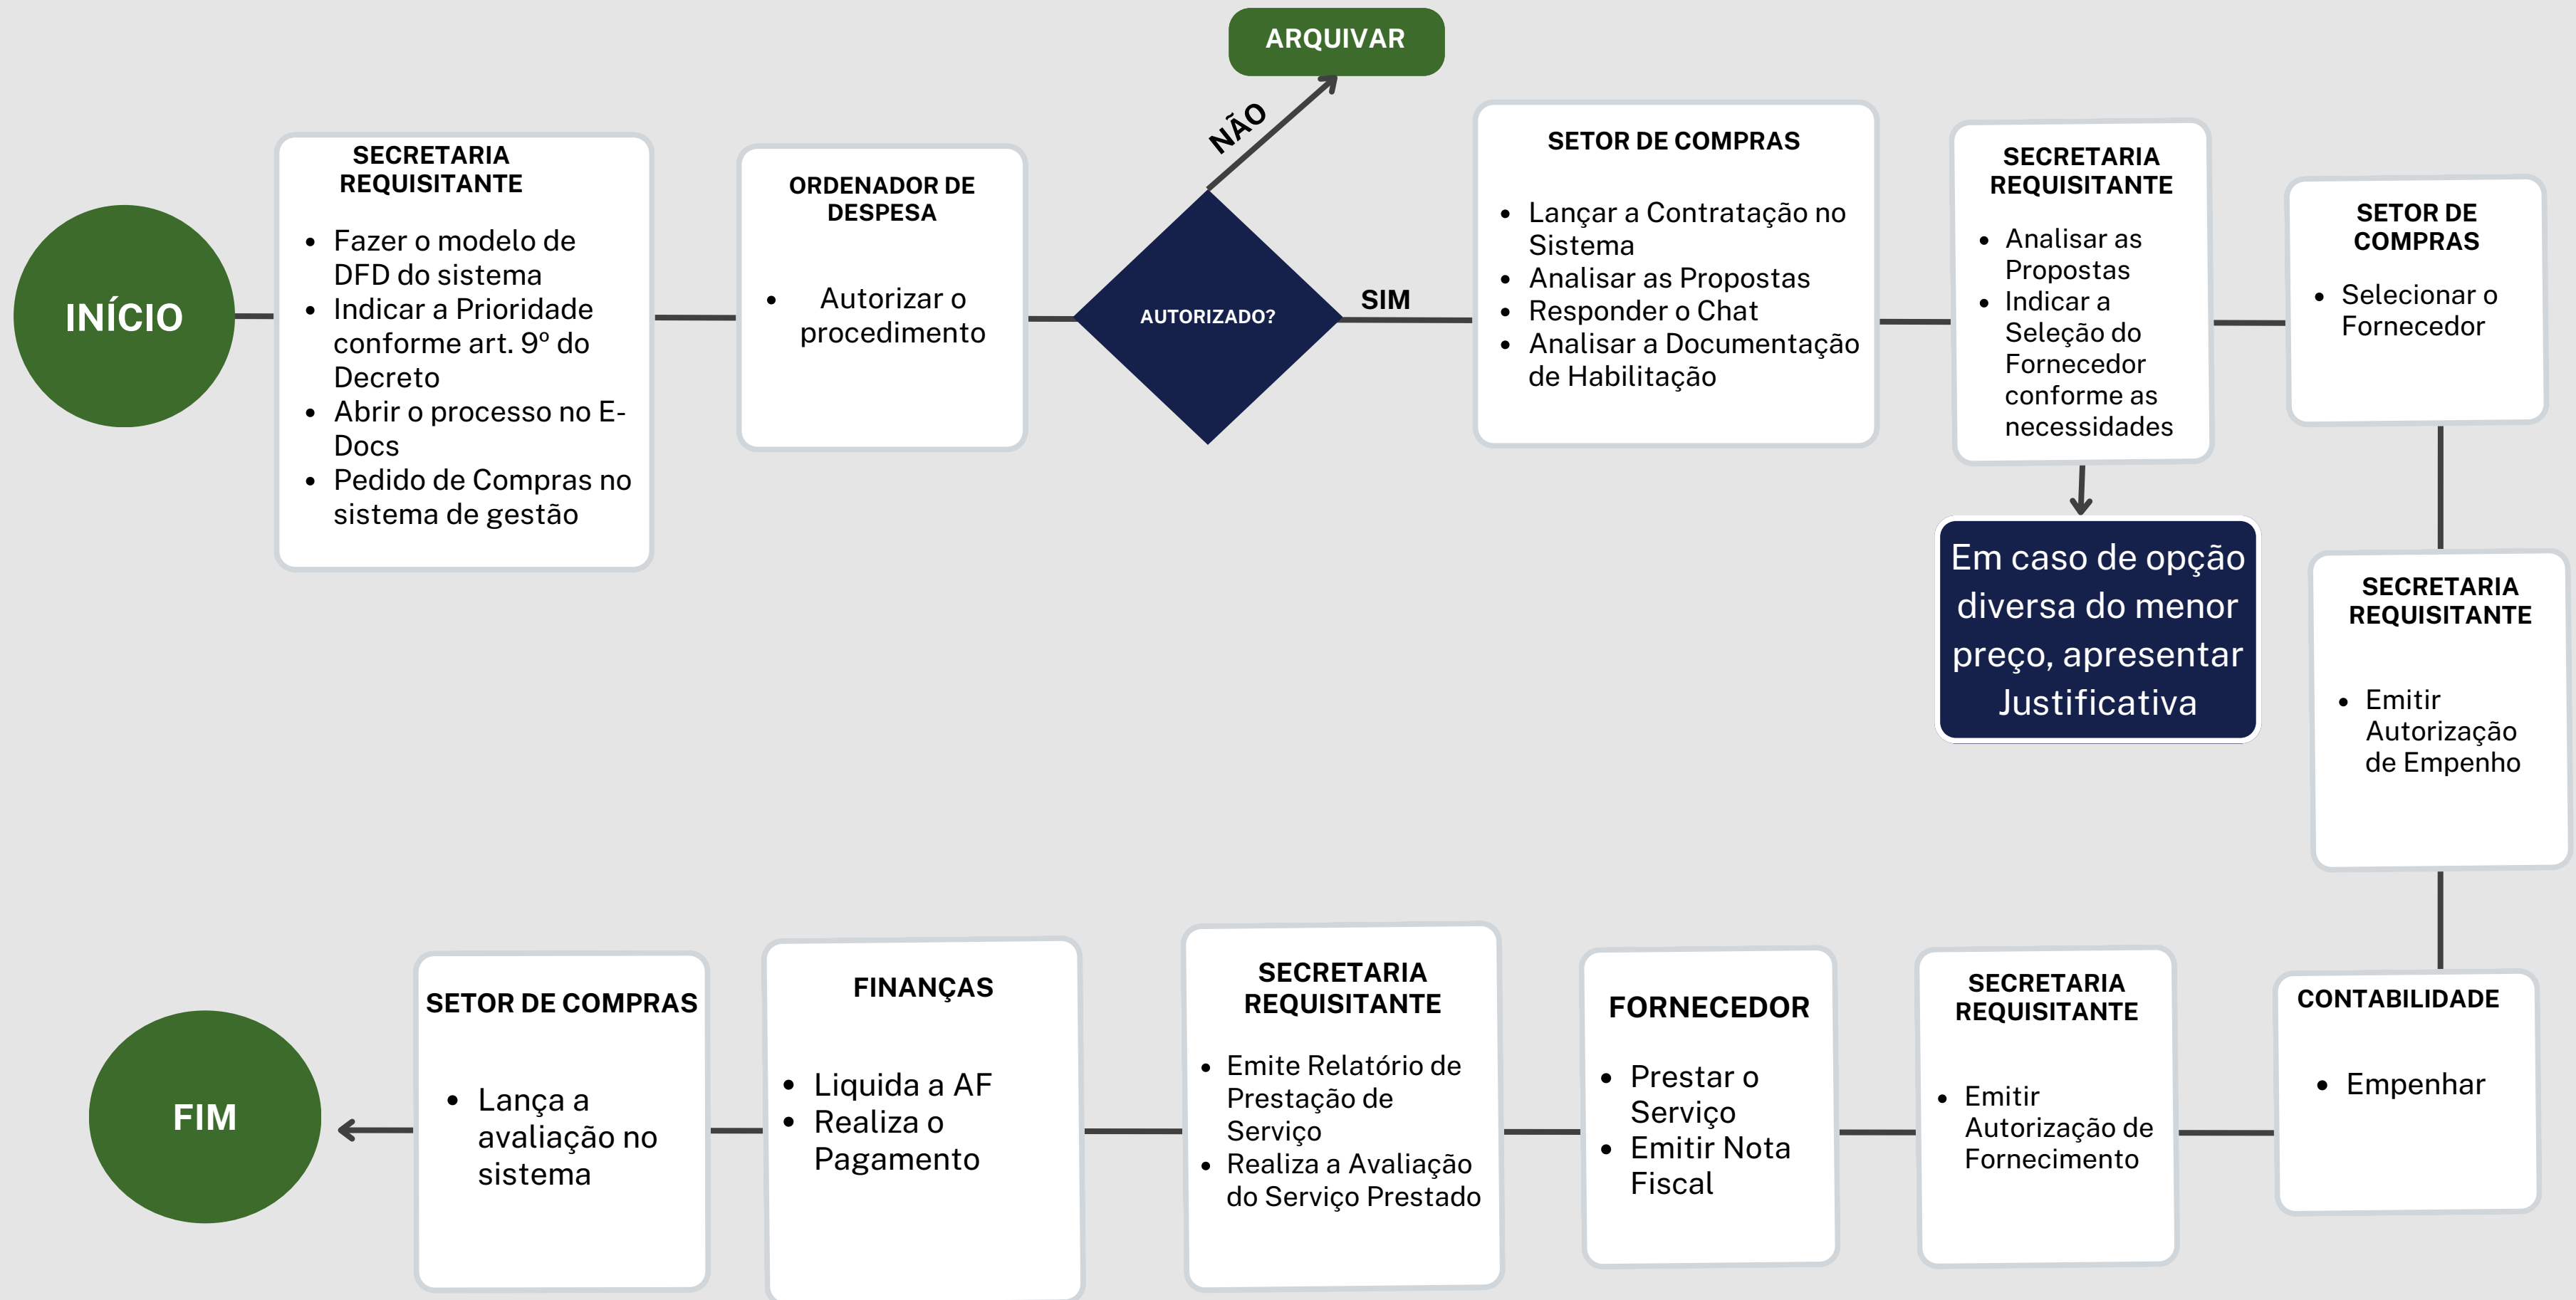 ARQUIVAR
NÃO
INÍCIO
SECRETARIA
REQUISITANTE
• Fazer o modelo de
DFD do sistema
• Indicar a Prioridade
conforme art. 9º do
Decreto
• Abrir o processo no E-
Docs
• Pedido de Compras no
sistema de gestão
ORDENADOR DE
DESPESA
• Autorizar o
procedimento
AUTORIZADO?
SIM
SETOR DE COMPRAS
• Lançar a Contratação no
Sistema
• Analisar as Propostas
• Responder o Chat
• Analisar a Documentação
de Habilitação
SECRETARIA
REQUISITANTE
• Analisar as
Propostas
• Indicar a
Seleção do
Fornecedor
conforme as
necessidades
Em caso de opção
diversa do menor
preço, apresentar
Justificativa
SETOR DE
COMPRAS
• Selecionar o
Fornecedor
SECRETARIA
REQUISITANTE
• Emitir
Autorização
de Empenho
CONTABILIDADE
• Empenhar
SECRETARIA
REQUISITANTE
• Emitir
Autorização de
Fornecimento
FORNECEDOR
• Prestar o
Serviço
• Emitir Nota
Fiscal
SECRETARIA
REQUISITANTE
• Emite Relatório de
Prestação de
Serviço
• Realiza a Avaliação
do Serviço Prestado
FINANÇAS
• Liquida a AF
• Realiza o
Pagamento
SETOR DE COMPRAS
• Lança a
avaliação no
sistema
FIM